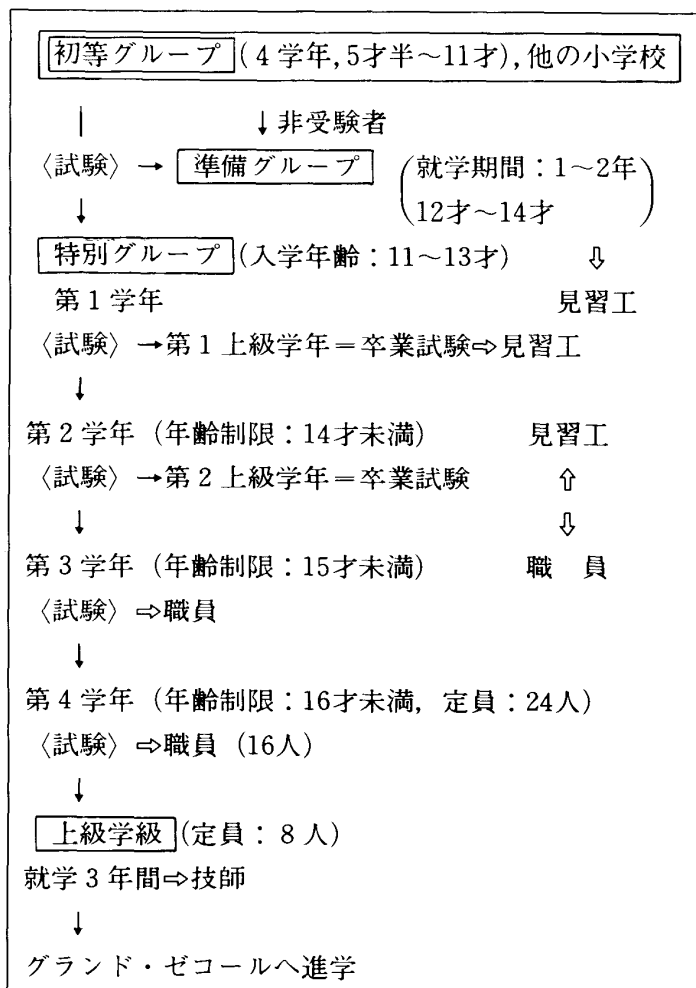 初等グループ (4学年,5才半～11才),他の小学校
｜ ↓非受験者
〈試験〉→ 準備グループ (就学期間：1～2年
↓ 12才～14才)
特別グループ (入学年齢：11～13才) ⇩
第1学年 見習工
〈試験〉→第1上級学年＝卒業試験⇨見習工
↓
第2学年 (年齢制限：14才未満) 見習工
〈試験〉→第2上級学年＝卒業試験 ⇧
↓ ⇩
第3学年 (年齢制限：15才未満) 職 員
〈試験〉⇨職員
↓
第4学年 (年齢制限：16才未満, 定員：24人)
〈試験〉⇨職員 (16人)
↓
上級学級 (定員：8人)
就学3年間⇨技師
↓
グランド・ゼコールへ進学